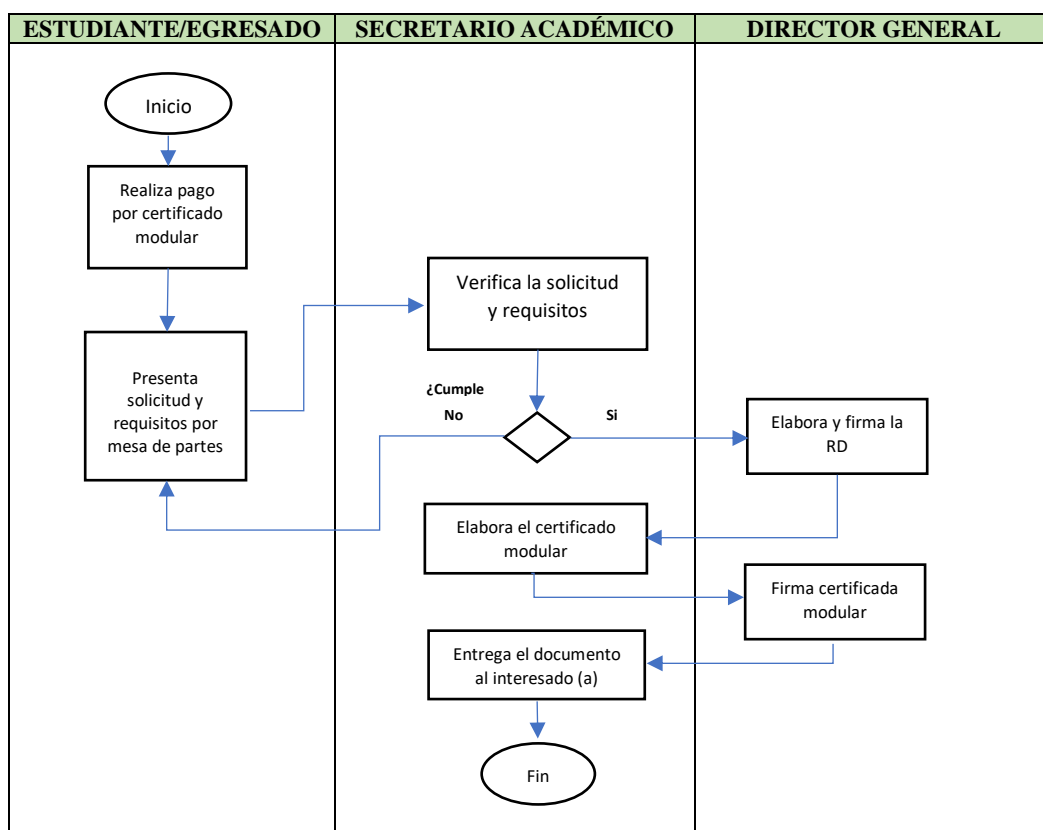 ESTUDIANTE/EGRESADO
SECRETARIO ACADÉMICO
DIRECTOR GENERAL
Inicio
Realiza pago
por certificado
modular
Presenta
solicitud y
requisitos por
mesa de partes
Verifica la solicitud
y requisitos
¿Cumple
No
Si
Elabora y firma la
RD
Elabora el certificado
modular
Firma certificada
modular
Entrega el documento
al interesado (a)
Fin